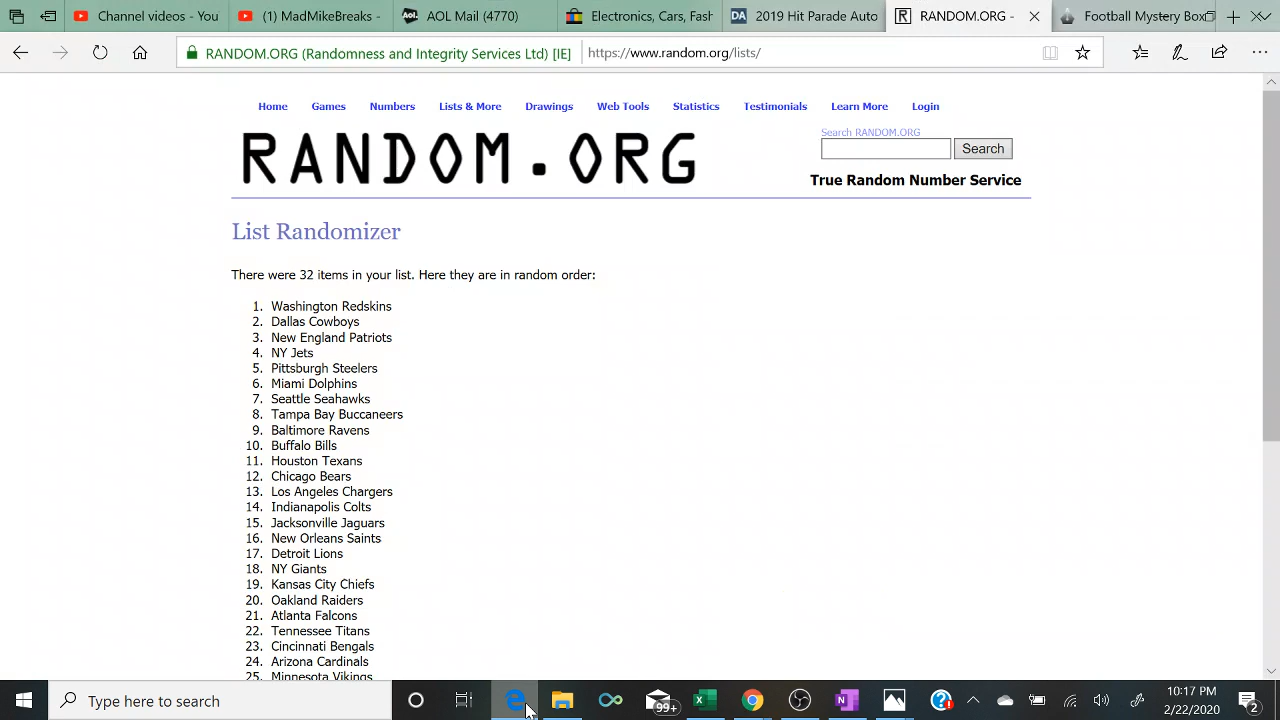 Channelvideos -
MadMikeBreaks -
Aol. AOL Mail (4770)
Electronics, Cars, Fash
DA 2019 Hit Parade Auto
R RANDOM.ORG -
Football Mystery Box
RANDOM.ORG (Randomness and Integrity Services Ltd) [IE] https://www.random.org/lists/
Home Games Numbers Lists & More Drawings Web Tools Statistics Testimonials Learn More Login
RANDOM.ORG
Search RANDOM.ORG
Search
True Random Number Service
List Randomizer
There were 32 items in your list. Here they are in random order:
1. Washington Redskins
2. Dallas Cowboys
3. New England Patriots
4. NY Jets
5. Pittsburgh Steelers
6. Miami Dolphins
7. Seattle Seahawks
8. Tampa Bay Buccaneers
9. Baltimore Ravens
10. Buffalo Bills
11. Houston Texans
12. Chicago Bears
13. Los Angeles Chargers
14. Indianapolis Colts
15. Jacksonville Jaguars
16. New Orleans Saints
17. Detroit Lions
18. NY Giants
19. Kansas City Chiefs
20. Oakland Raiders
21. Atlanta Falcons
22. Tennessee Titans
23. Cincinnati Bengals
24. Arizona Cardinals
25. Minnesota Vikings
Type here to search
99+
10:17 PM
2/22/2020
2